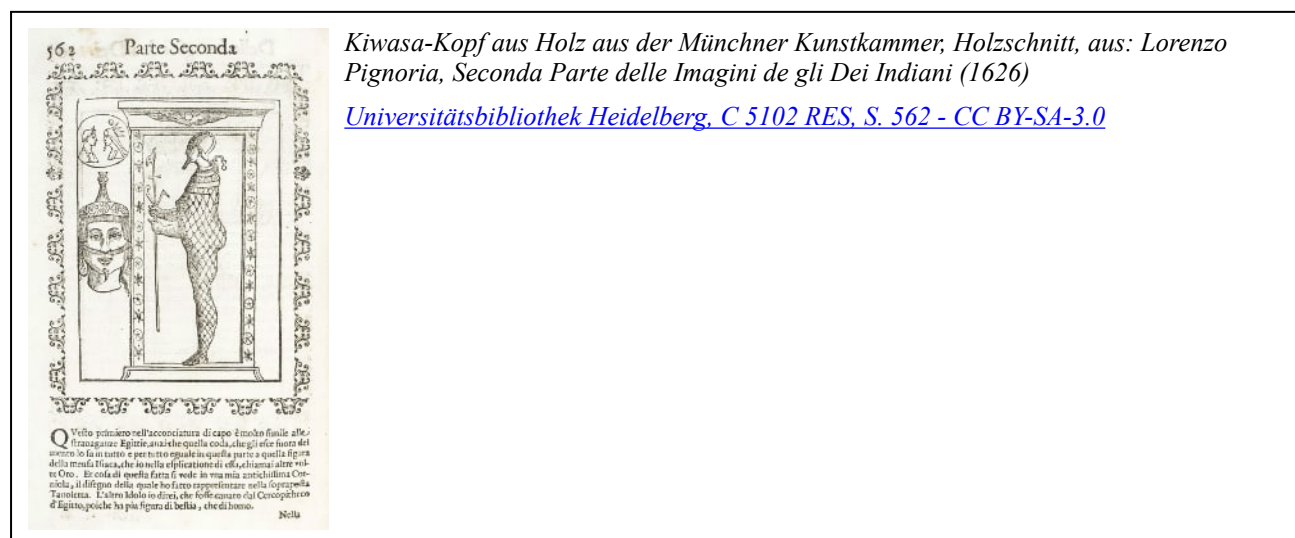 562 Parte Seconda
QVesto primiero nell'acconciatura di capo è molto simile alle
strauaganze Egittie, anzi che quella coda, che gli esce fuora del
mento lo fa in tutto e per tutto eguale in questa parte a quella figura
della mensa Isiaca, che io nella esplicatione di essa, chiamai altre vol-
te Oro. Et cosa di questa fatta si vede in vna mia antichissima Cor-
niola, il disegno della quale ho fatto rappresentare nella sopraposta
Tauoletta. L'altro Idolo io direi, che fosse cauato dal Cercopitheco
d'Egitto, poiche ha piu figura di bestia, che di homo.
Nella
Kiwasa-Kopf aus Holz aus der Münchner Kunstkammer, Holzschnitt, aus: Lorenzo
Pignoria, Seconda Parte delle Imagini de gli Dei Indiani (1626)
Universitätsbibliothek Heidelberg, C 5102 RES, S. 562 - CC BY-SA-3.0